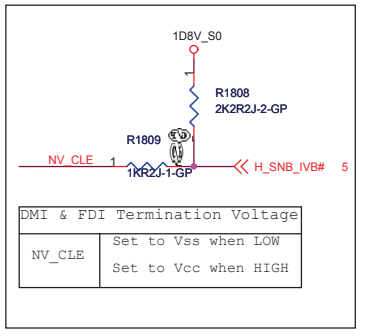 1D8V_S0
1
R1808
2K2R2J-2-GP
R1809
NV_CLE 1
1KR2J-1-GP
H_SNB_IVB# 5
DMI & FDI Termination Voltage
NV_CLE
Set to Vss when LOW
Set to Vcc when HIGH